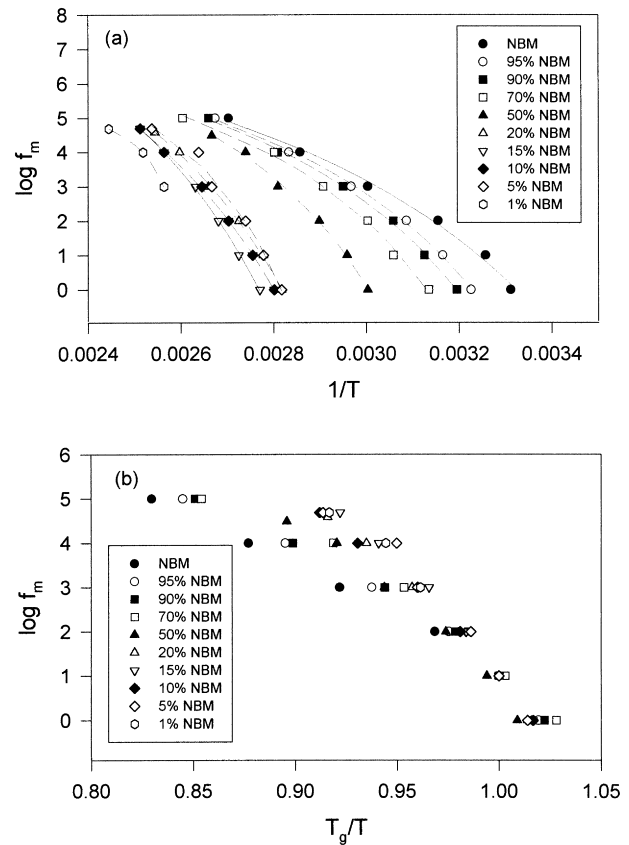 (a)
8
7
6
5
4
3
2
1
0
log fm
0.0024 0.0026 0.0028 0.0030 0.0032 0.0034
1/T
NBM
95% NBM
90% NBM
70% NBM
50% NBM
20% NBM
15% NBM
10% NBM
5% NBM
1% NBM
(b)
6
5
4
3
2
1
0
log fm
NBM
95% NBM
90% NBM
70% NBM
50% NBM
20% NBM
15% NBM
10% NBM
5% NBM
1% NBM
0.80 0.85 0.90 0.95 1.00 1.05
Tg/T